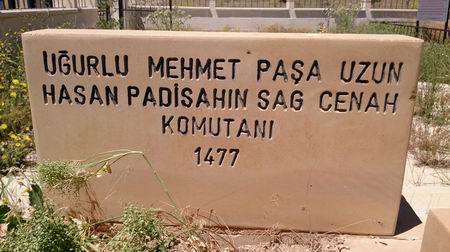 UĞURLU MEHMET PAŞA UZUN
HASAN PADİSAHIN SAG CENAH
KOMUTANI
1477